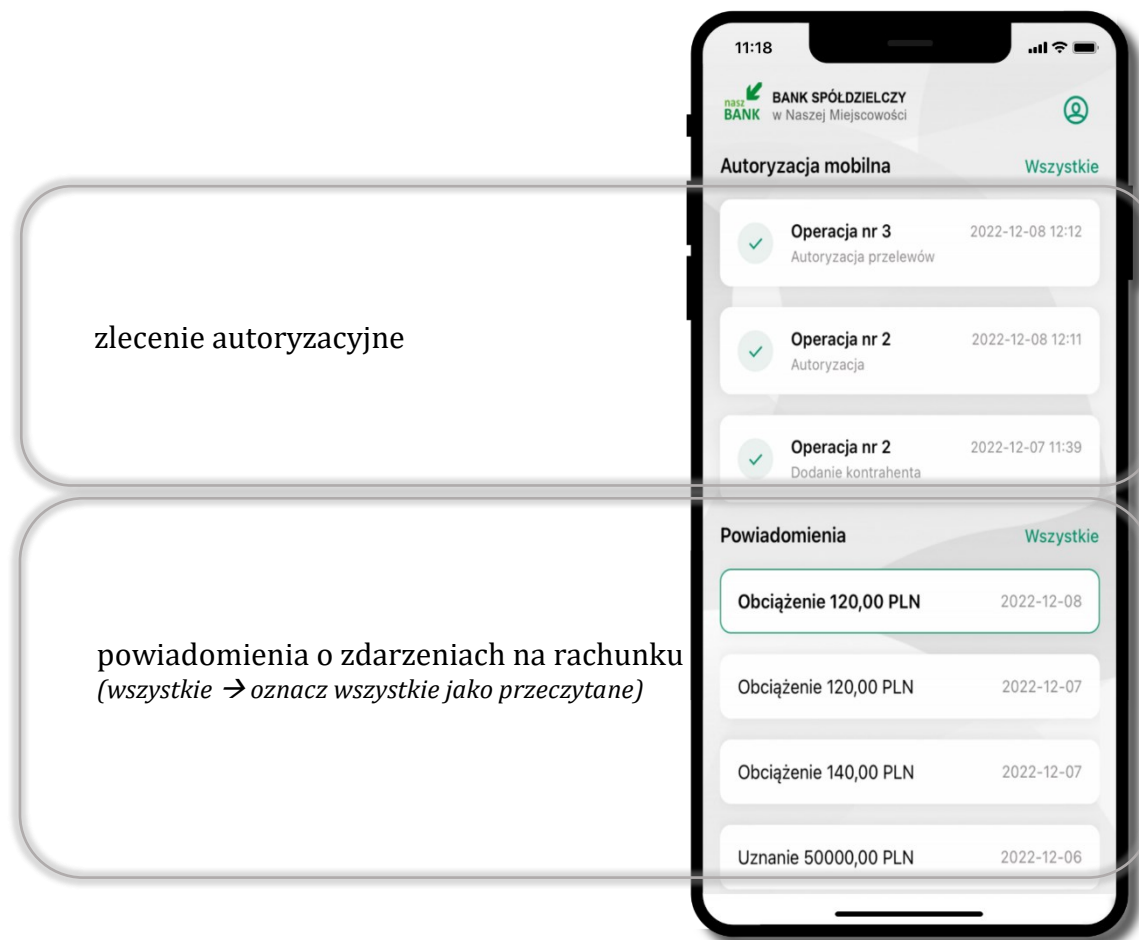 11:18
nasz BANK
BANK SPÓŁDZIELCZY
w Naszej Miejscowości
Autoryzacja mobilna Wszystkie
Operacja nr 3 2022-12-08 12:12
Autoryzacja przelewów
zlecenie autoryzacyjne
Operacja nr 2 2022-12-08 12:11
Autoryzacja
Operacja nr 2 2022-12-07 11:39
Dodanie kontrahenta
Powiadomienia Wszystkie
Obciążenie 120,00 PLN 2022-12-08
powiadomienia o zdarzeniach na rachunku
(wszystkie → oznacz wszystkie jako przeczytane)
Obciążenie 120,00 PLN 2022-12-07
Obciążenie 140,00 PLN 2022-12-07
Uznanie 50000,00 PLN 2022-12-06